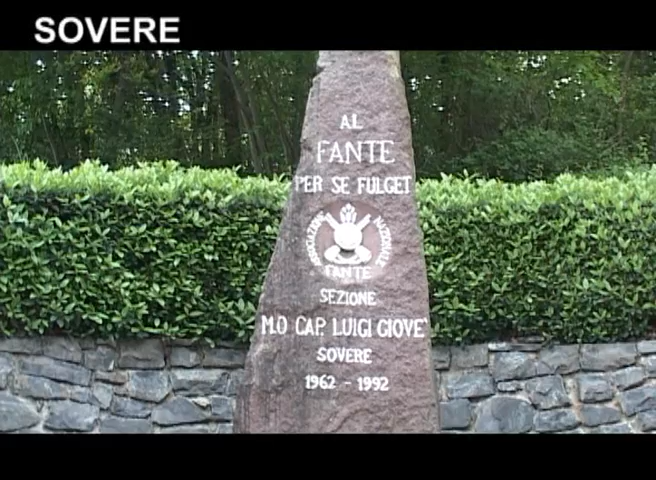 SOVERE
AL
FANTE
PER SE FULGET
ASSOCIAZIONE NAZIONALE
FANTE
SEZIONE
M.O CAP. LUIGI GIOVE'
SOVERE
1962 - 1992